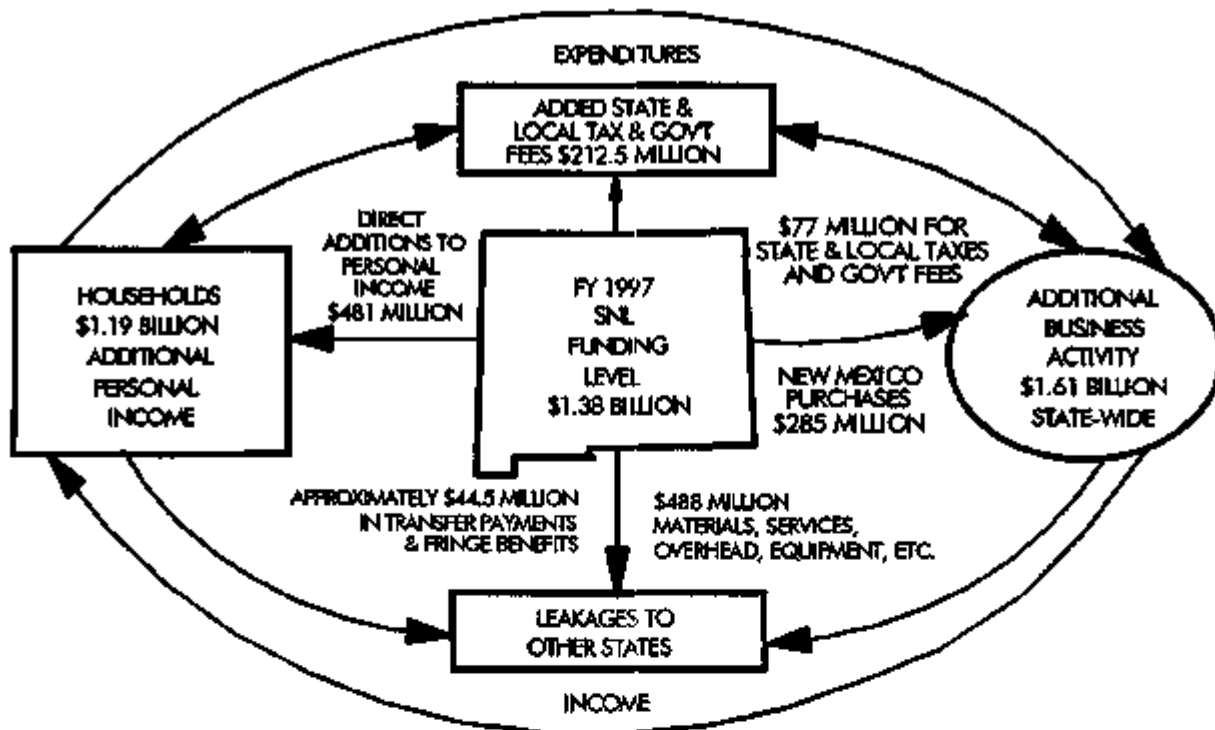 EXPENDITURES
ADDED STATE &
LOCAL TAX & GOVT
FEES $212.5 MILLION
DIRECT
ADDITIONS TO
PERSONAL
INCOME
$481 MILLION
$77 MILLION FOR
STATE & LOCAL TAXES
AND GOVT FEES
HOUSEHOLDS
$1.19 BILLION
ADDITIONAL
PERSONAL
INCOME
FY 1997
SNL
FUNDING
LEVEL
$1.38 BILLION
ADDITIONAL
BUSINESS
ACTIVITY
$1.61 BILLION
STATE-WIDE
NEW MEXICO
PURCHASES
$285 MILLION
APPROXIMATELY $44.5 MILLION
IN TRANSFER PAYMENTS
& FRINGE BENEFITS
$488 MILLION
MATERIALS, SERVICES,
OVERHEAD, EQUIPMENT, ETC.
LEAKAGES TO
OTHER STATES
INCOME